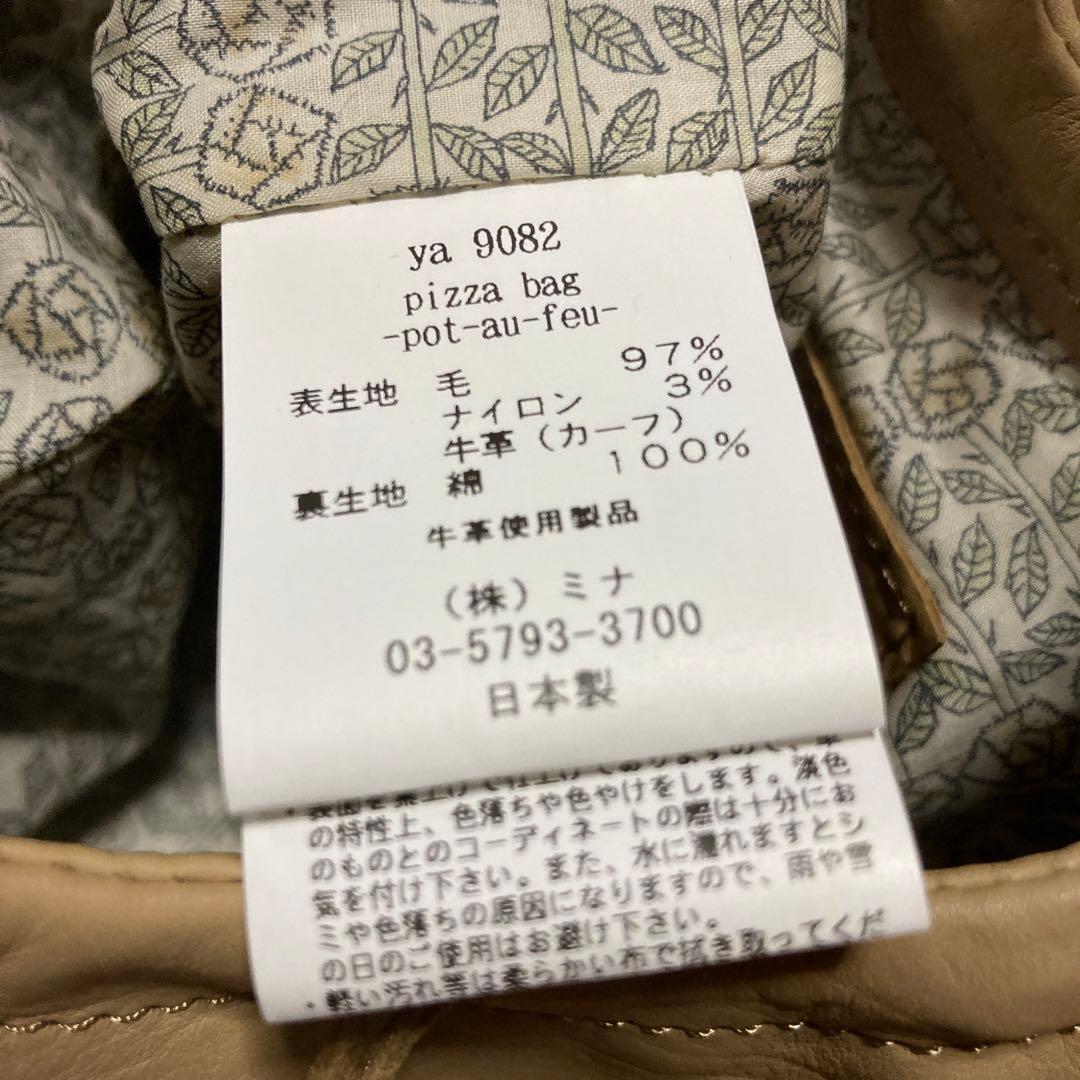 ya 9082
pizza bag
-pot-au-feu-
表生地 毛 97%
ナイロン 3%
牛革(カーフ)
裏生地 綿 100%
牛革使用製品
(株)ミナ
03-5793-3700
日本製
の特性上、色落ちや色やけをします。淡色
のものとのコーディネートの際は十分にお
気を付け下さい。また、水に濡れますとシ
ミや色落ちの原因になりますので、雨や雪
の日のご使用はお避け下さい。
・軽い汚れ等は柔らかい布で拭き取ってくだ